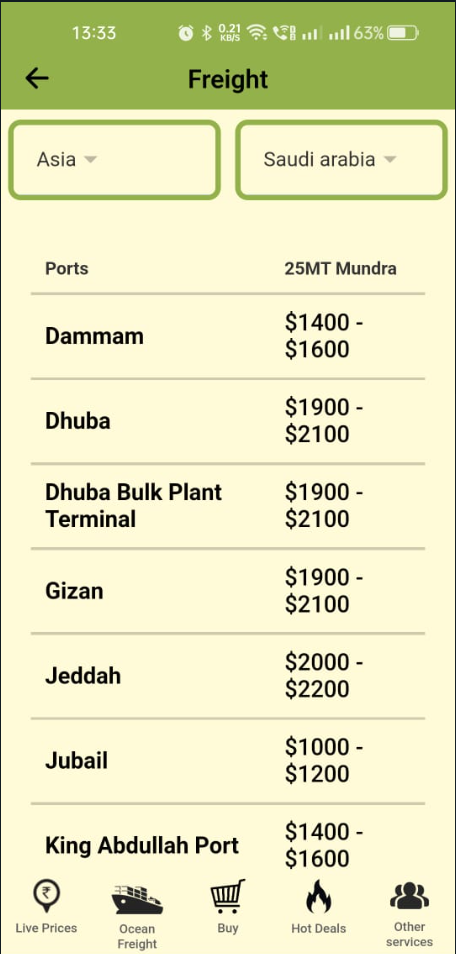 13:33 0.21 KB/S 63%
Freight
Asia Saudi arabia
Ports 25MT Mundra
Dammam $1400 -
$1600
Dhuba $1900 -
$2100
Dhuba Bulk Plant $1900 -
Terminal $2100
Gizan $1900 -
$2100
Jeddah $2000 -
$2200
Jubail $1000 -
$1200
King Abdullah Port $1400 -
$1600
Live Prices Ocean Buy Hot Deals Other
Freight services